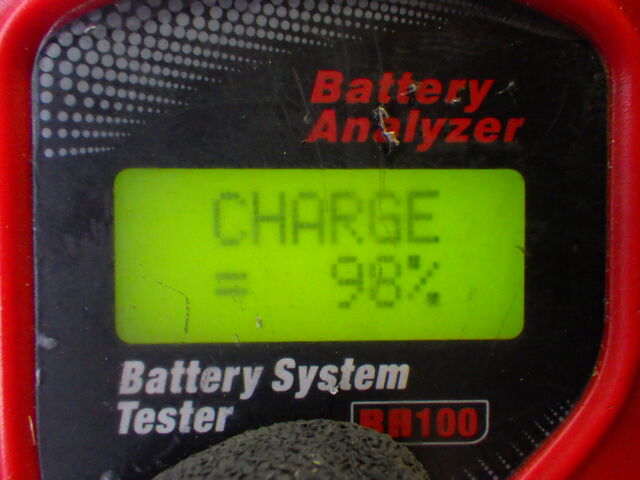 Battery
Analyzer
CHARGE
= 98%
Battery System
Tester
BA100